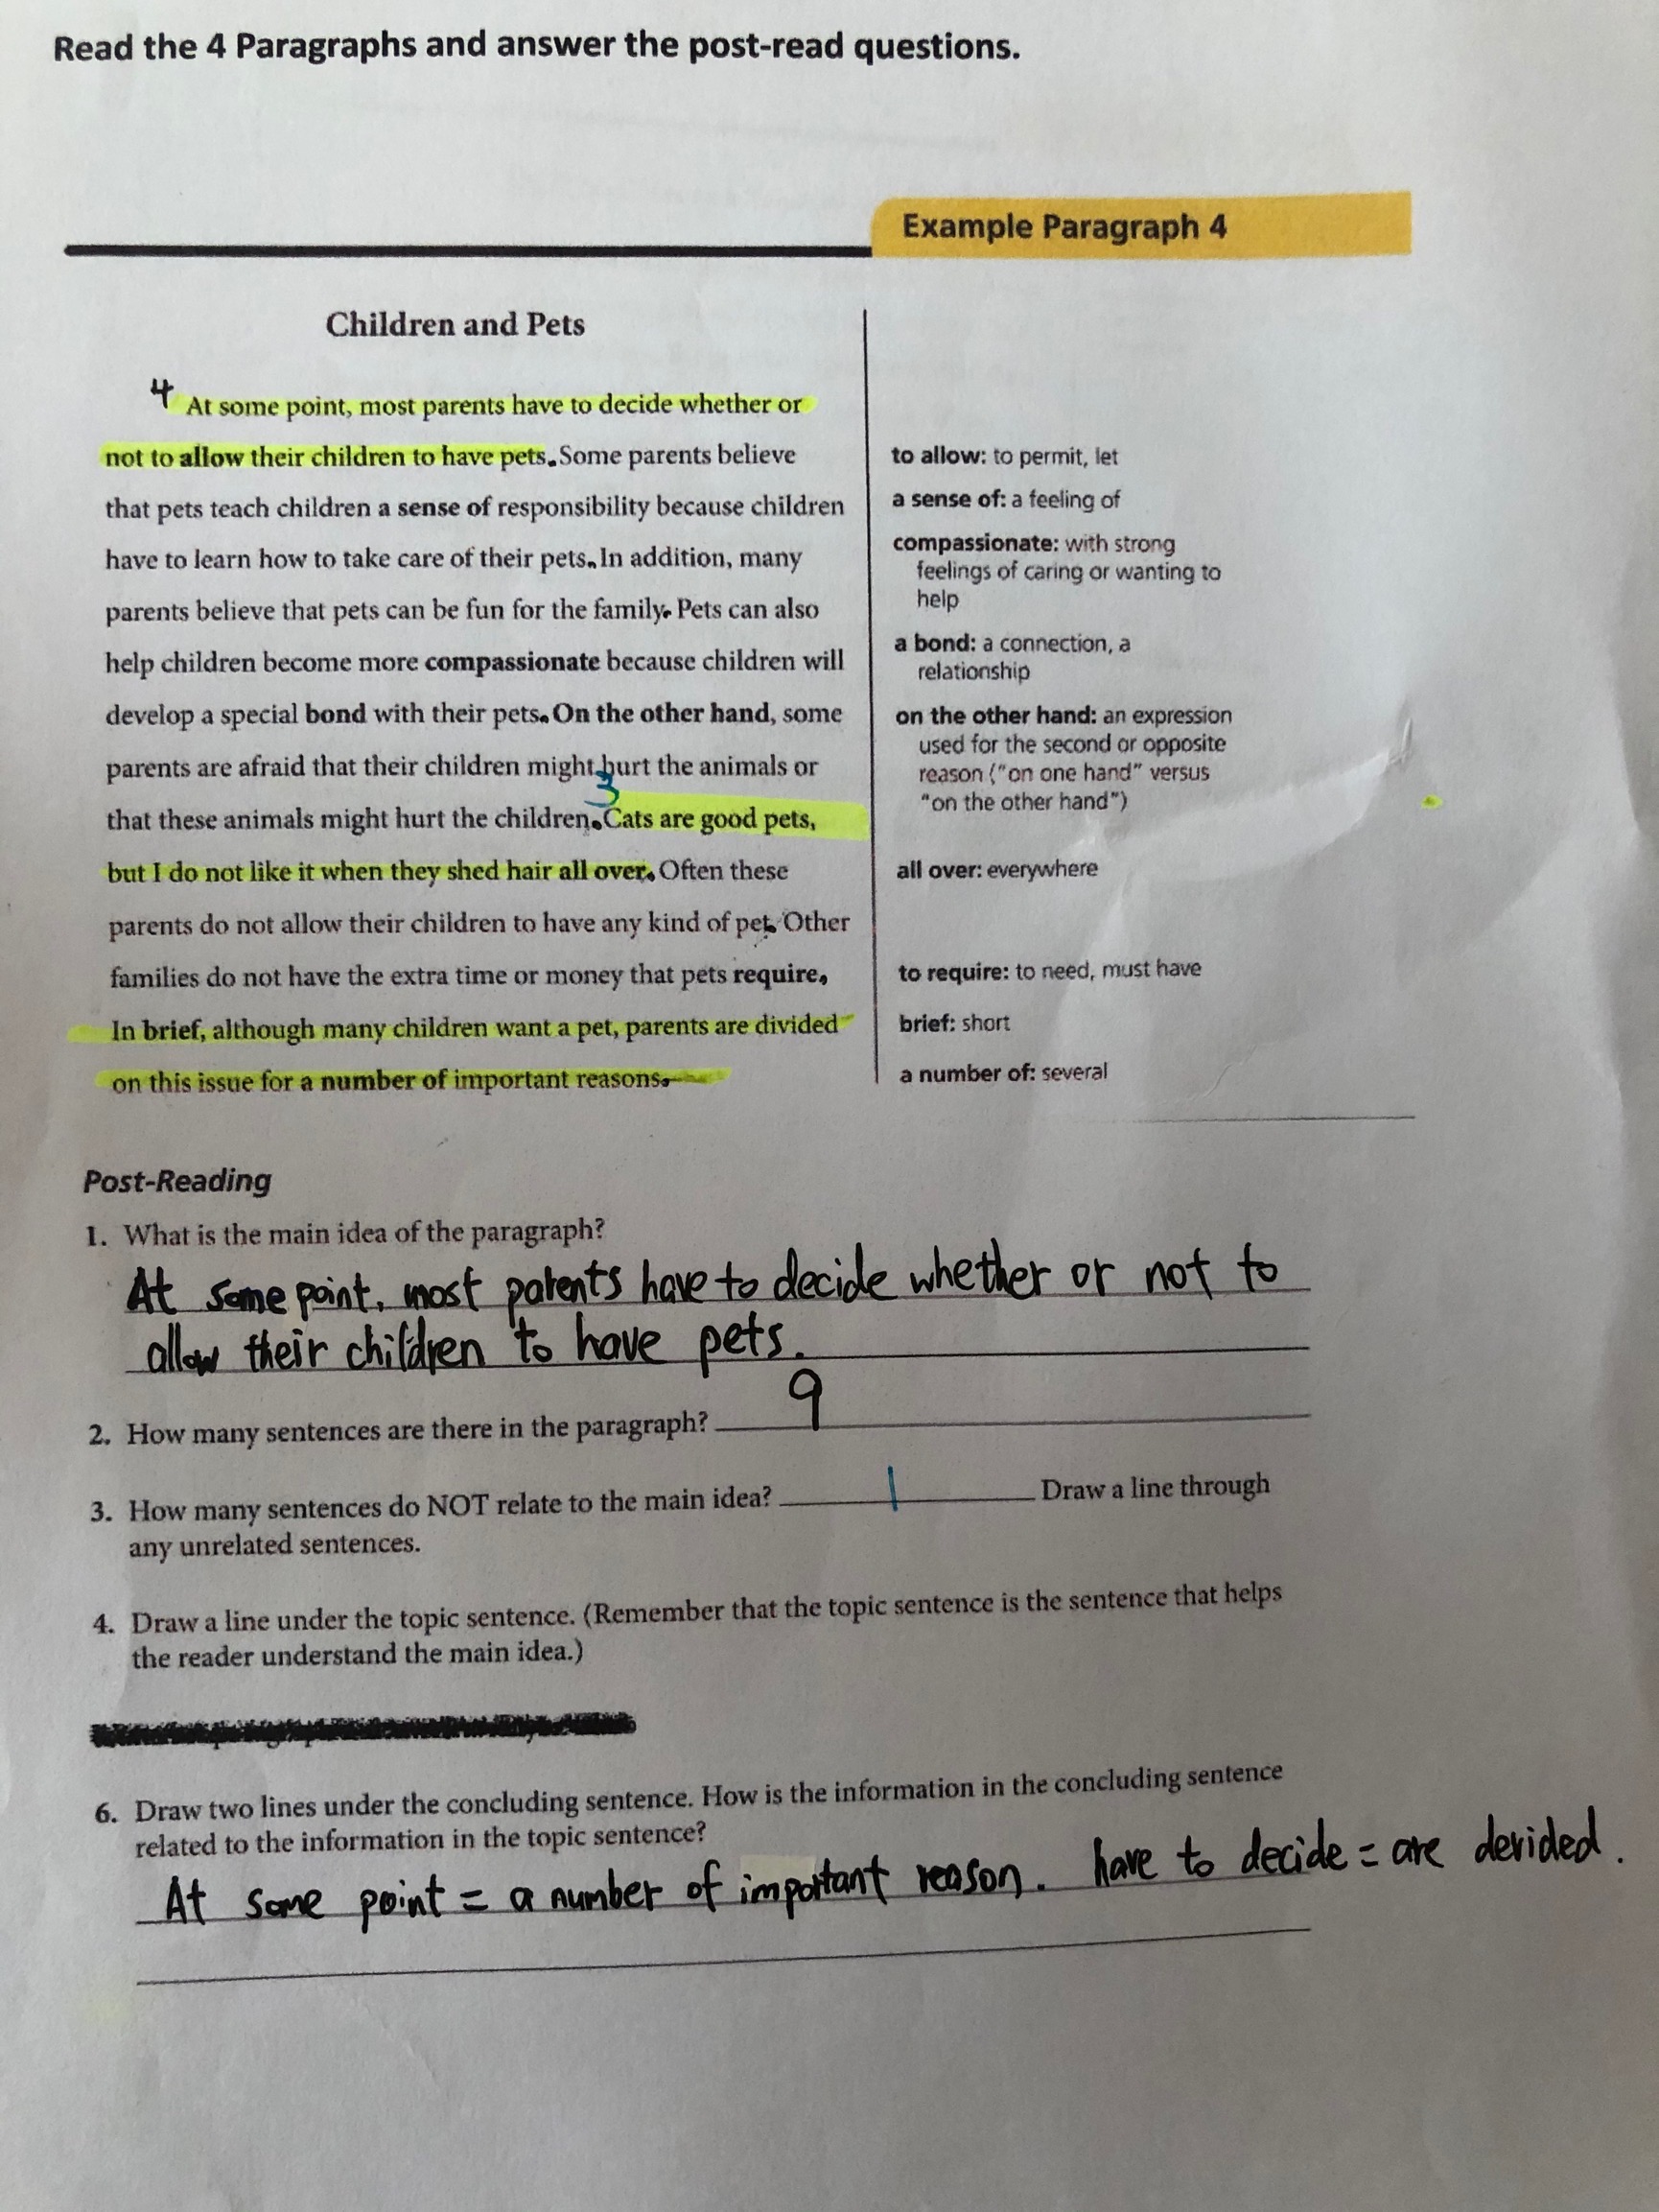 Read the 4 Paragraphs and answer the post-read questions.
Example Paragraph 4
Children and Pets
4 At some point, most parents have to decide whether or
not to allow their children to have pets. Some parents believe
that pets teach children a sense of responsibility because children
have to learn how to take care of their pets. In addition, many
parents believe that pets can be fun for the family. Pets can also
help children become more compassionate because children will
develop a special bond with their pets. On the other hand, some
parents are afraid that their children might hurt the animals or
3
that these animals might hurt the children. Cats are good pets,
but I do not like it when they shed hair all over. Often these
parents do not allow their children to have any kind of pet. Other
families do not have the extra time or money that pets require.
In brief, although many children want a pet, parents are divided
on this issue for a number of important reasons.
to allow: to permit, let
a sense of: a feeling of
compassionate: with strong
feelings of caring or wanting to
help
a bond: a connection, a
relationship
on the other hand: an expression
used for the second or opposite
reason ("on one hand" versus
"on the other hand")
all over: everywhere
to require: to need, must have
brief: short
a number of: several
Post-Reading
1. What is the main idea of the paragraph?
At some point, most parents have to decide whether or not to
allow their children to have pets.
2. How many sentences are there in the paragraph? 9
3. How many sentences do NOT relate to the main idea? 1 Draw a line through
any unrelated sentences.
4. Draw a line under the topic sentence. (Remember that the topic sentence is the sentence that helps
the reader understand the main idea.)
6. Draw two lines under the concluding sentence. How is the information in the concluding sentence
related to the information in the topic sentence?
At some point = a number of important reason. have to decide = are derided.